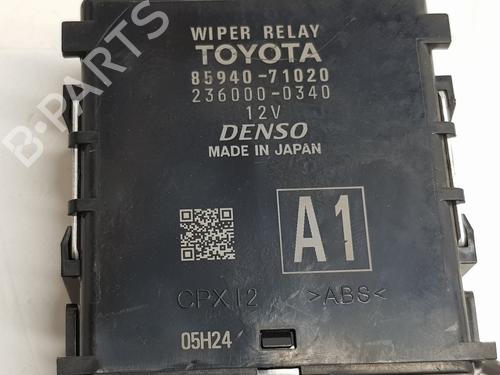 WIPER RELAY
TOYOTA
85940-71020
236000-0340
12V
DENSO
MADE IN JAPAN
A1
CPX12 >ABS<
05H24
B-PARTS